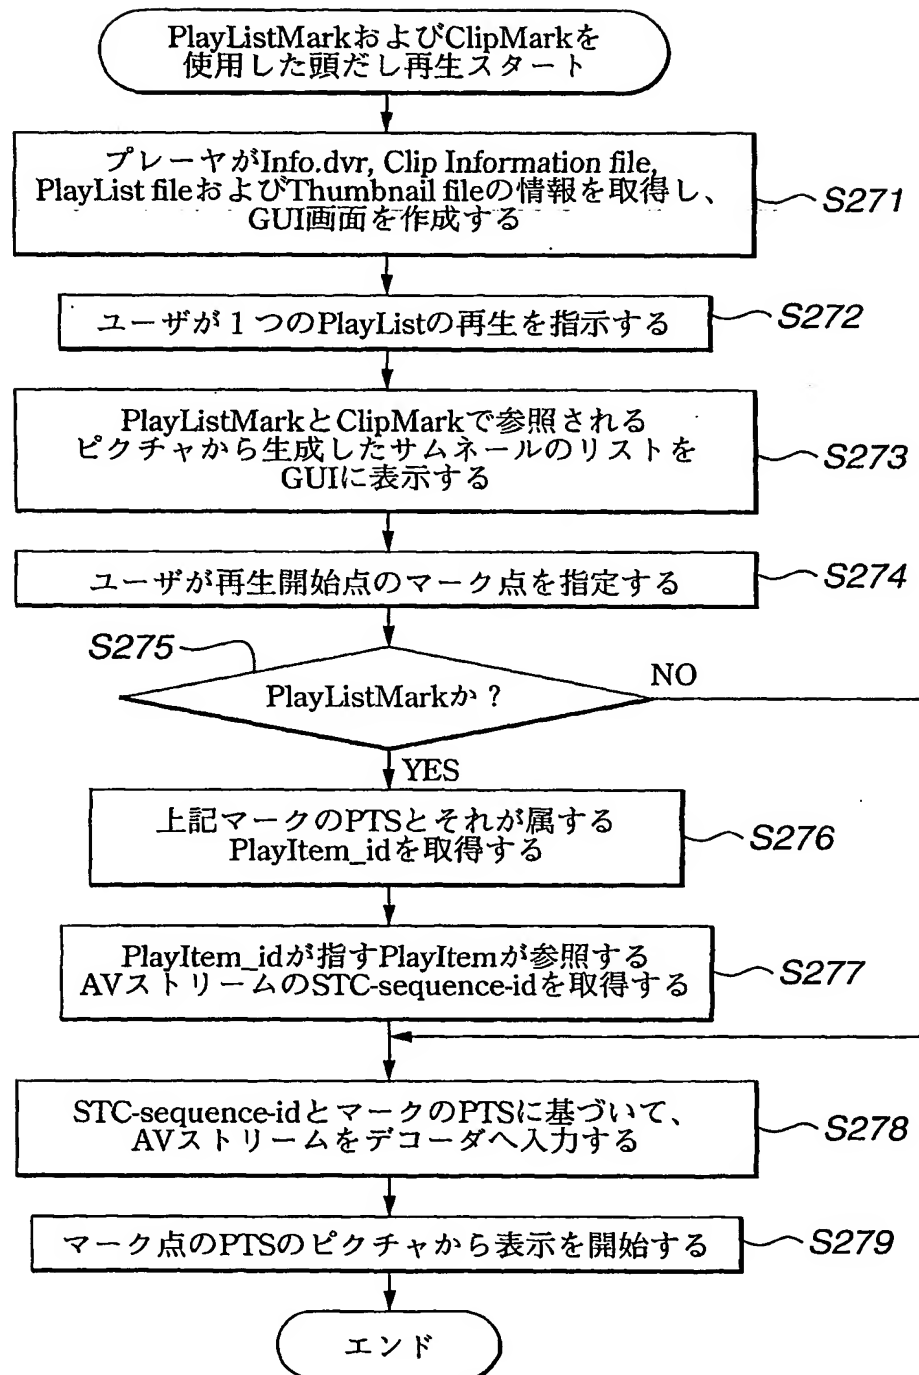 PlayListMarkおよびClipMarkを
使用した頭だし再生スタート
プレーヤがInfo.dvr, Clip Information file,
PlayList fileおよびThumbnail fileの情報を取得し、
GUI画面を作成する
S271
ユーザが1つのPlayListの再生を指示する
S272
PlayListMarkとClipMarkで参照される
ピクチャから生成したサムネールのリストを
GUIに表示する
S273
ユーザが再生開始点のマーク点を指定する
S274
S275
PlayListMarkか?
NO
YES
上記マークのPTSとそれが属する
PlayItem_idを取得する
S276
PlayItem_idが指すPlayItemが参照する
AVストリームのSTC-sequence-idを取得する
S277
STC-sequence-idとマークのPTSに基づいて、
AVストリームをデコーダへ入力する
S278
マーク点のPTSのピクチャから表示を開始する
S279
エンド